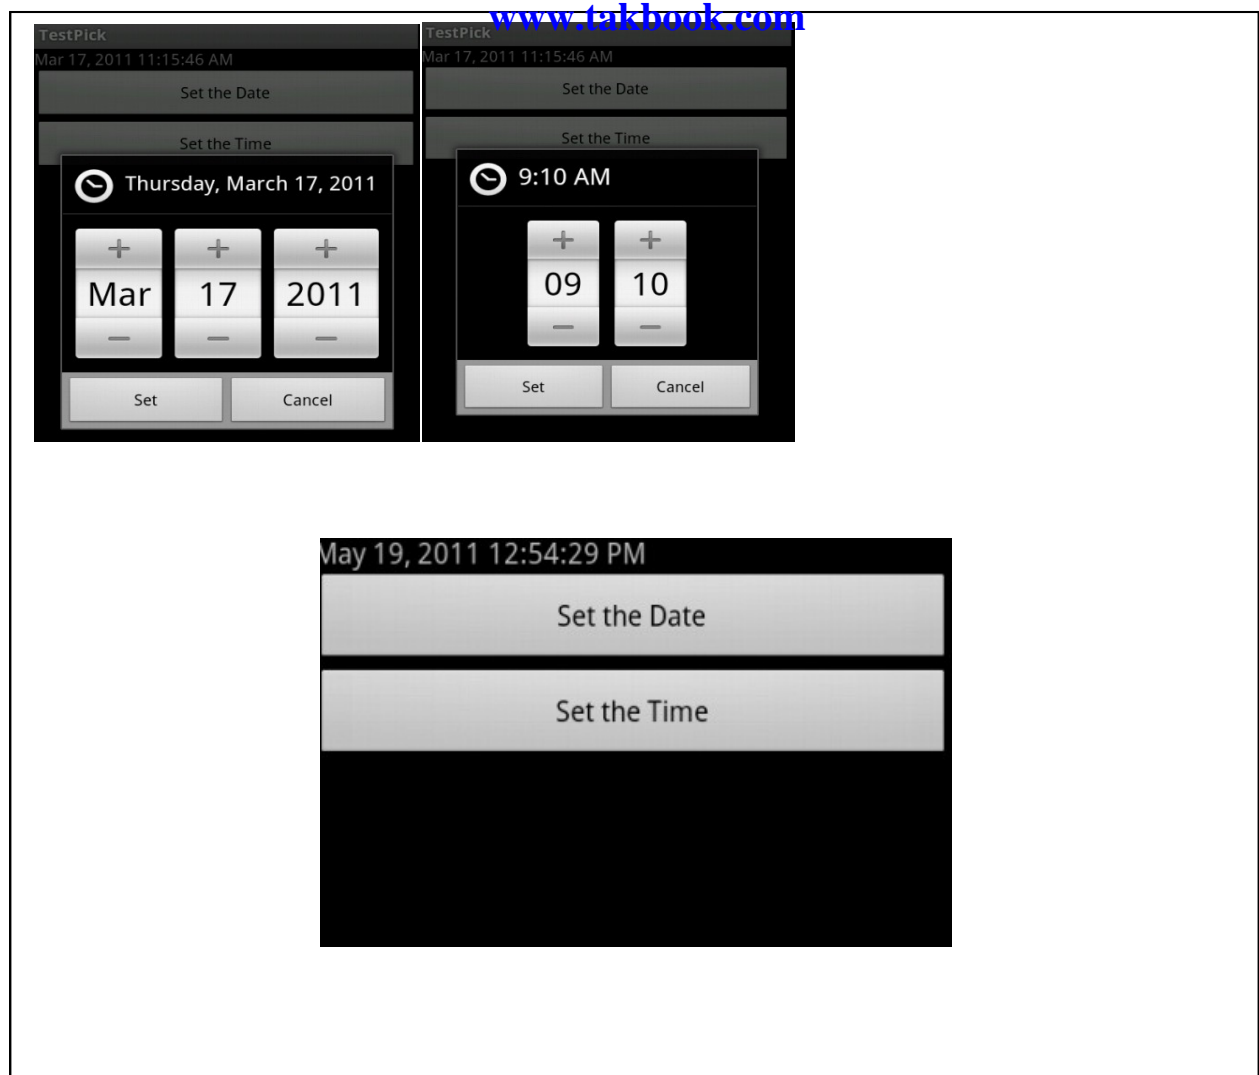 www.takbook.com
TestPick
Mar 17, 2011 11:15:46 AM
Set the Date
Set the Time
Thursday, March 17, 2011
+ + +
Mar 17 2011
− − −
Set Cancel
TestPick
Mar 17, 2011 11:15:46 AM
Set the Date
Set the Time
9:10 AM
+ +
09 10
− −
Set Cancel
May 19, 2011 12:54:29 PM
Set the Date
Set the Time